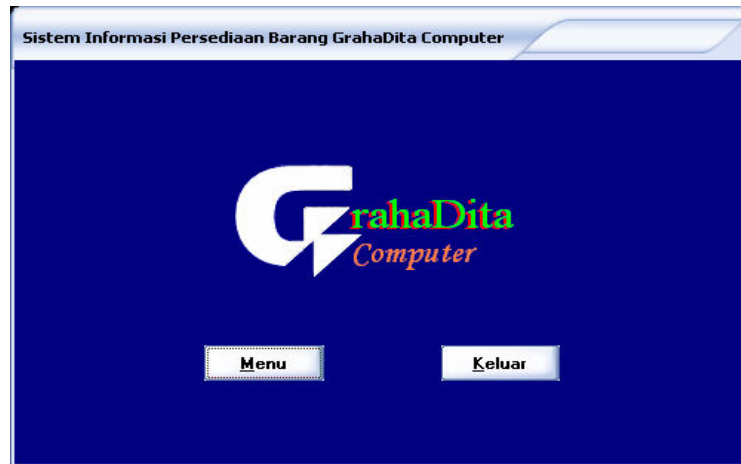 Sistem Informasi Persediaan Barang GrahaDita Computer
GrahaDita
Computer
Menu
Keluar